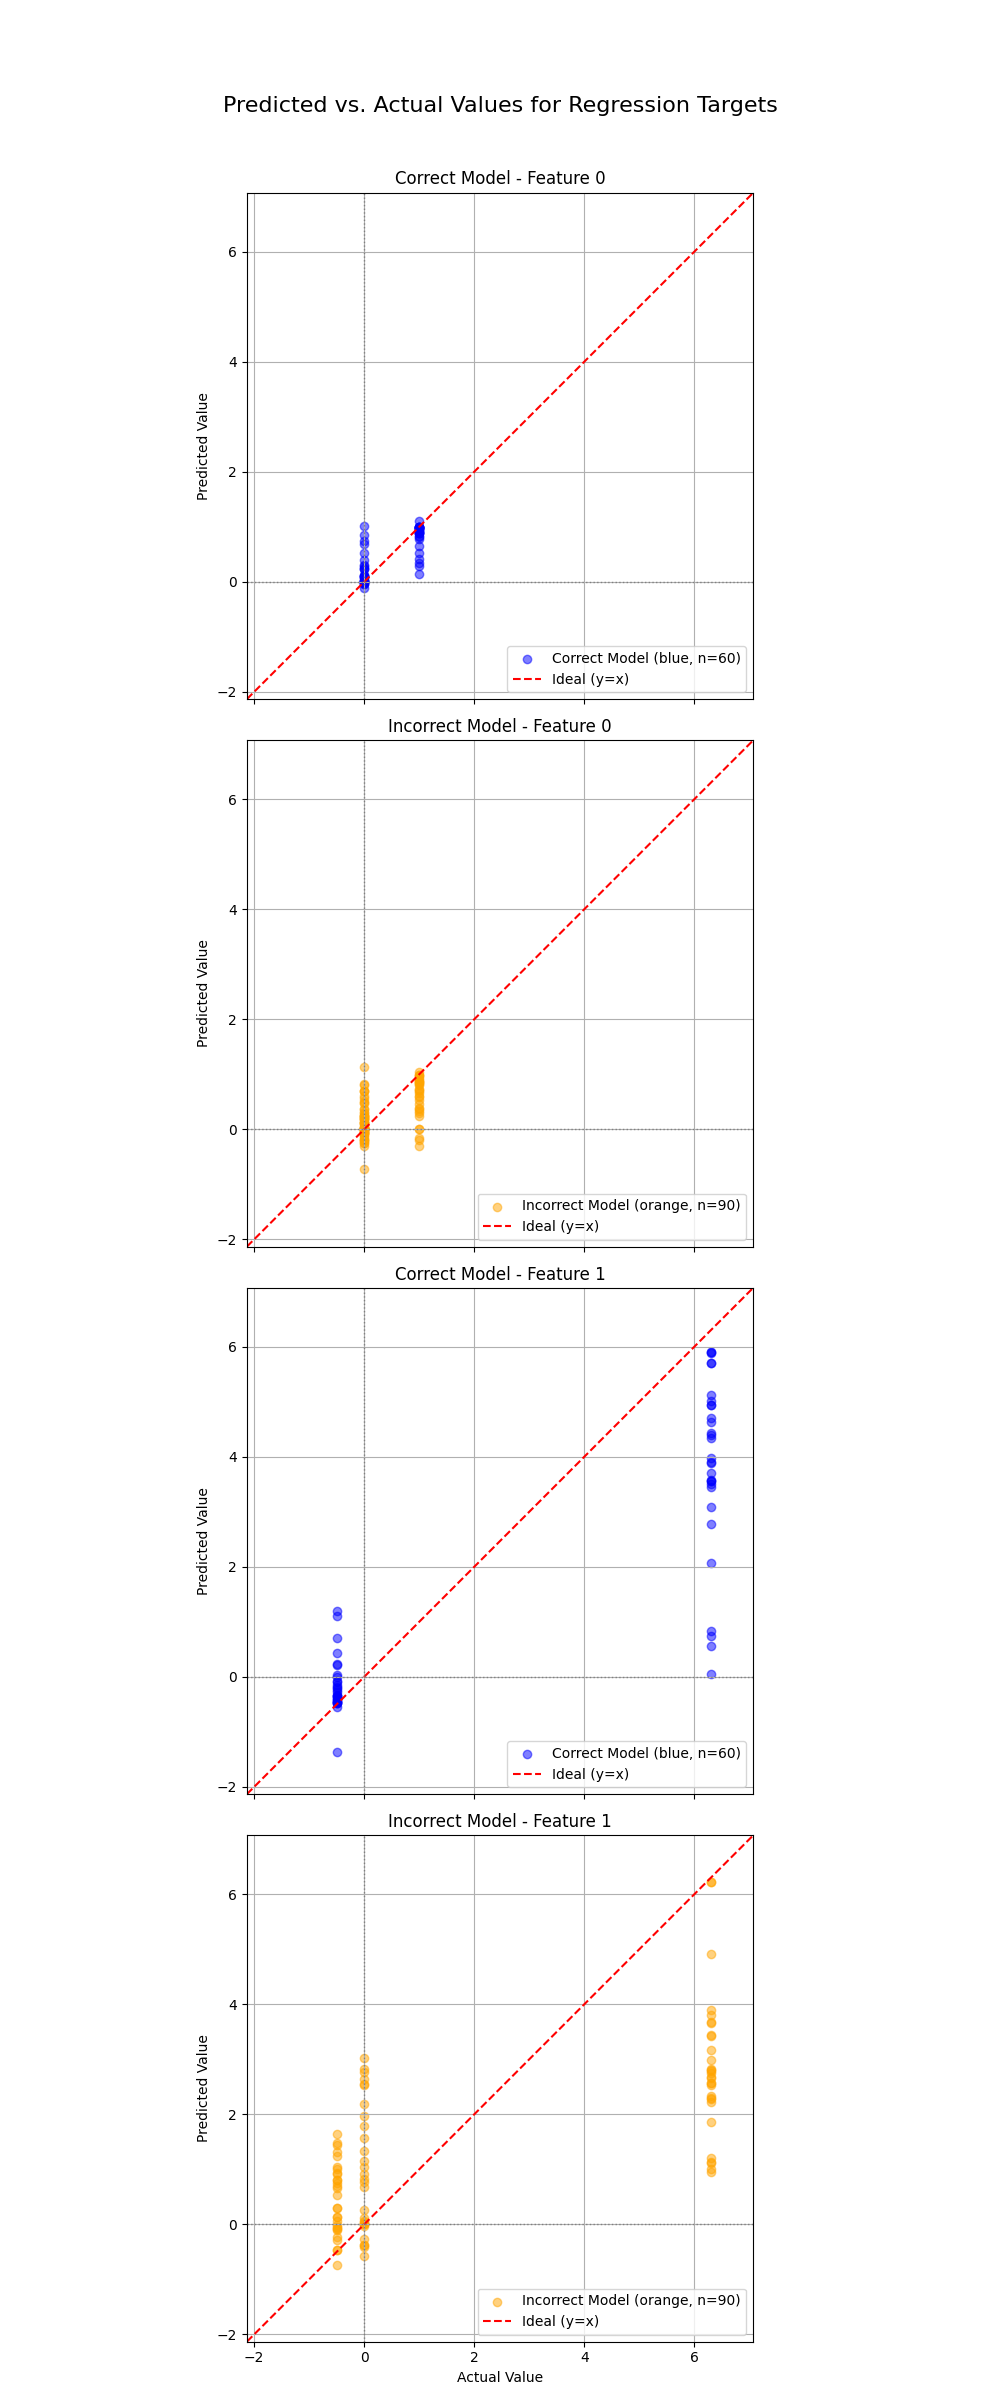 Predicted vs. Actual Values for Regression Targets
Correct Model - Feature 0
6
4
2
0
−2
Predicted Value
Correct Model (blue, n=60)
Ideal (y=x)
Incorrect Model - Feature 0
6
4
2
0
−2
Predicted Value
Incorrect Model (orange, n=90)
Ideal (y=x)
Correct Model - Feature 1
6
4
2
0
−2
Predicted Value
Correct Model (blue, n=60)
Ideal (y=x)
Incorrect Model - Feature 1
6
4
2
0
−2
Predicted Value
Incorrect Model (orange, n=90)
Ideal (y=x)
−2 0 2 4 6
Actual Value